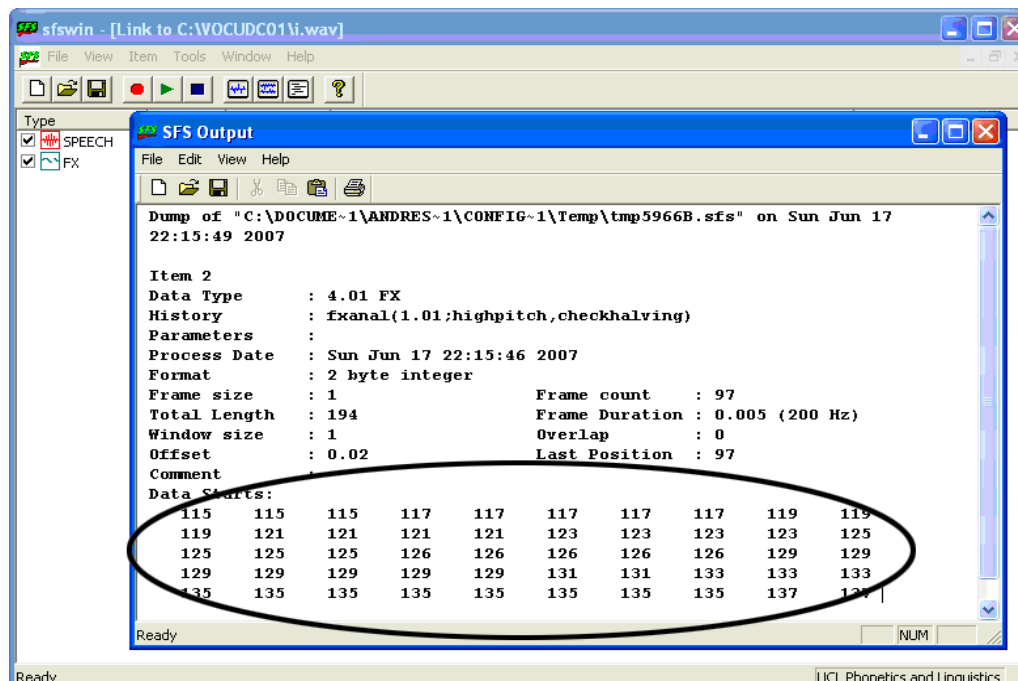 sfswin - [Link to C:\VOCUDC01\i.wav]
File View Item Tools Window Help
Type
SPEECH
FX
SFS Output
File Edit View Help
Dump of "C:\DOCUME~1\ANDRES~1\CONFIG~1\Temp\tmp5966B.sfs" on Sun Jun 17
22:15:49 2007
Item 2
Data Type : 4.01 FX
History : fxanal(1.01;highpitch,checkhalving)
Parameters :
Process Date : Sun Jun 17 22:15:46 2007
Format : 2 byte integer
Frame size : 1 Frame count : 97
Total Length : 194 Frame Duration : 0.005 (200 Hz)
Window size : 1 Overlap : 0
Offset : 0.02 Last Position : 97
Comment :
Data Starts:
115 115 115 117 117 117 117 117 119 119
119 121 121 121 121 123 123 123 123 125
125 125 125 126 126 126 126 126 129 129
129 129 129 129 129 131 131 133 133 133
135 135 135 135 135 135 135 135 137 137
Ready NUM
Ready UCL Phonetics and Linguistics